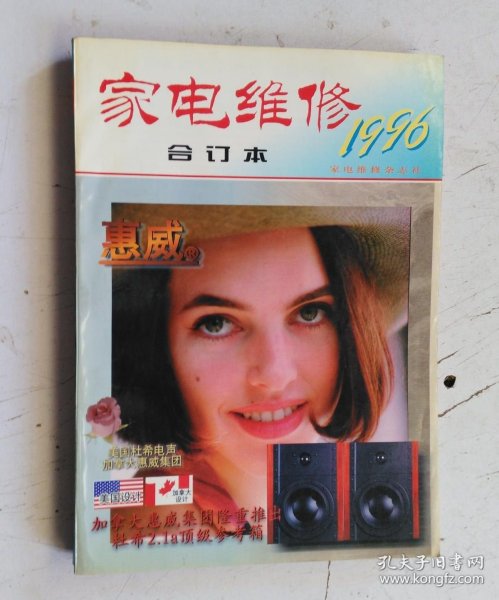 家电维修
1996
合订本
家电维修杂志社
惠威®
美国杜希电声
加拿大惠威集团
美国设计
加拿大
设计
加拿大惠威集团隆重推出
杜希2.1a顶级参考箱
孔夫子旧书网
www.kongfz.com